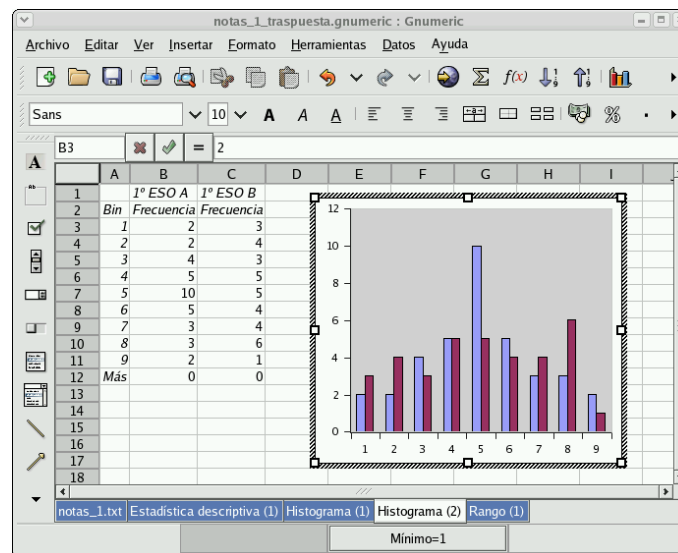 notas_1_traspuesta.gnumeric : Gnumeric
Archivo Editar Ver Insertar Formato Herramientas Datos Ayuda
f(x)
Sans 10 A A A %
B3 = 2
A
A B C D E F G H I
1 1º ESO A 1º ESO B
2 Bin Frecuencia Frecuencia
3 1 2 3
4 2 2 4
5 3 4 3
6 4 5 5
7 5 10 5
8 6 5 4
9 7 3 4
10 8 3 6
11 9 2 1
12 Más 0 0
13
14
15
16
17
18
12
10
8
6
4
2
0
1 2 3 4 5 6 7 8 9
notas_1.txt Estadística descriptiva (1) Histograma (1) Histograma (2) Rango (1)
Mínimo=1